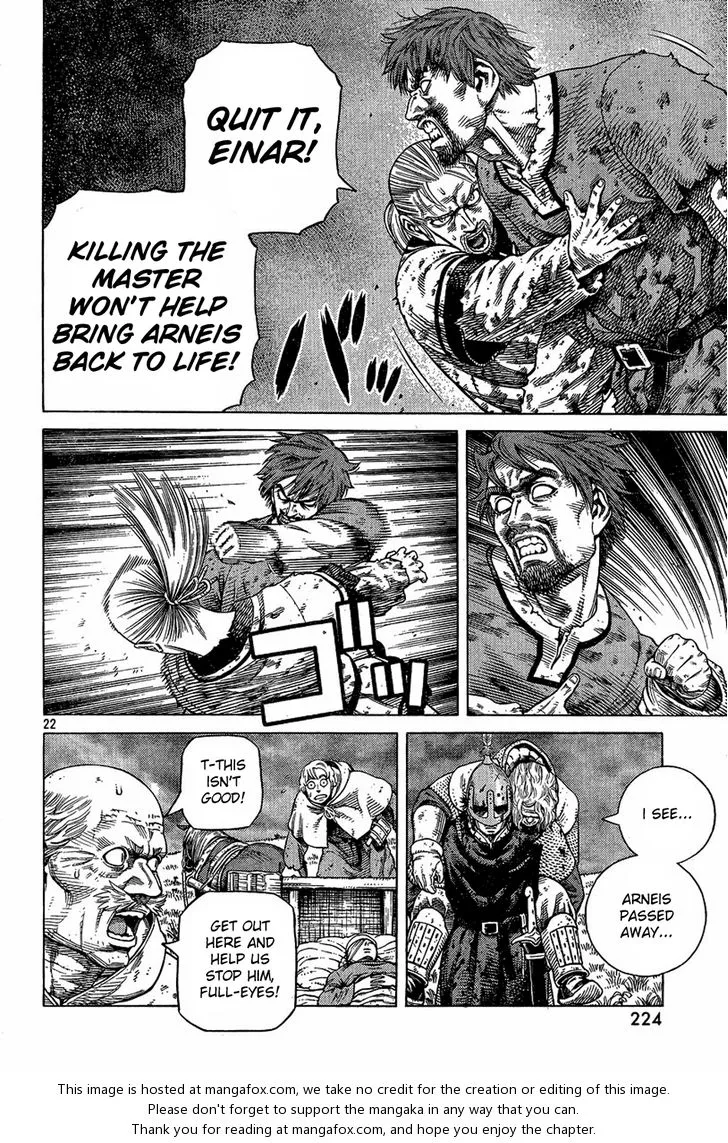 QUIT IT,
EINAR!
KILLING THE
MASTER
WON'T HELP
BRING ARNEIS
BACK TO LIFE!
バッ
ゴッ
22
T-THIS
ISN'T
GOOD!
GET OUT
HERE AND
HELP US
STOP HIM,
FULL-EYES!
I SEE...
ARNEIS
PASSED
AWAY...
224
This image is hosted at mangafox.com, we take no credit for the creation or editing of this image.
Please don't forget to support the mangaka in any way that you can.
Thank you for reading at mangafox.com, and hope you enjoy the chapter.